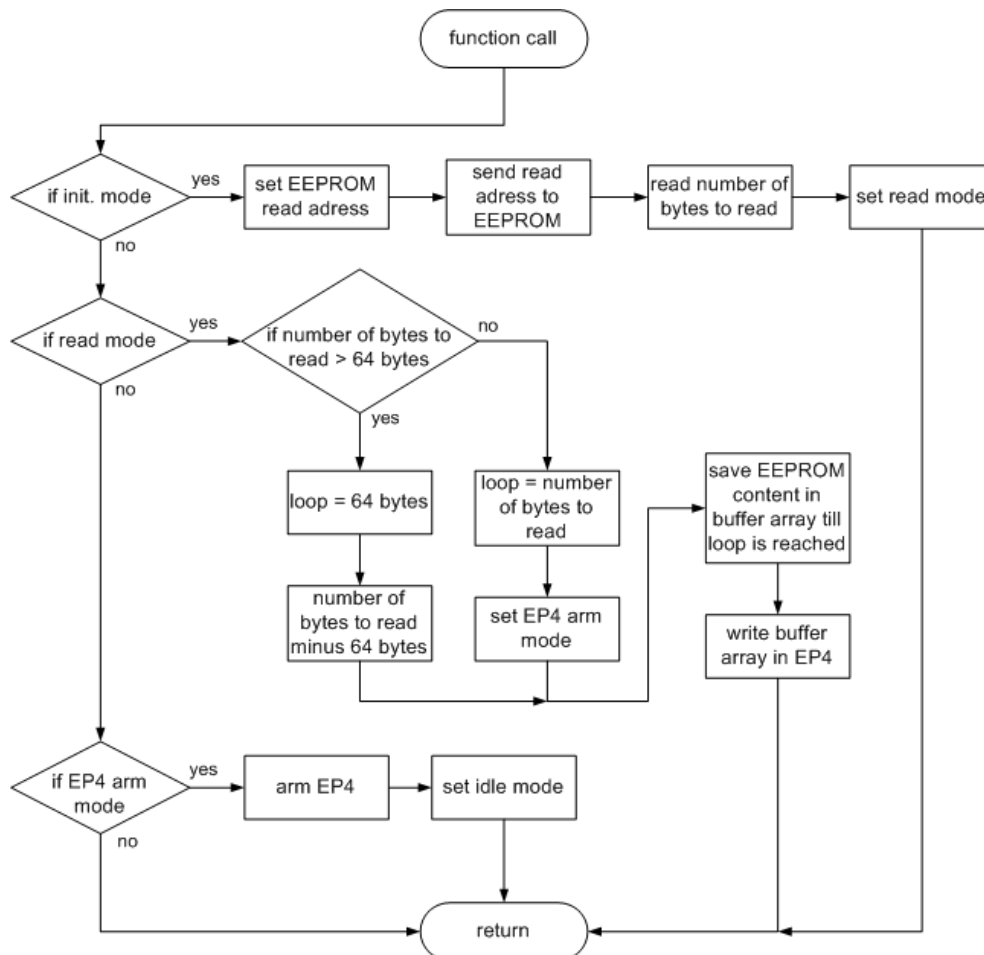 function call
if init. mode
yes
set EEPROM
read adress
send read
adress to
EEPROM
read number of
bytes to read
set read mode
no
if read mode
yes
if number of bytes to
read > 64 bytes
no
no
yes
loop = 64 bytes
loop = number
of bytes to
read
save EEPROM
content in
buffer array till
loop is reached
number of
bytes to read
minus 64 bytes
set EP4 arm
mode
write buffer
array in EP4
if EP4 arm
mode
yes
arm EP4
set idle mode
no
return